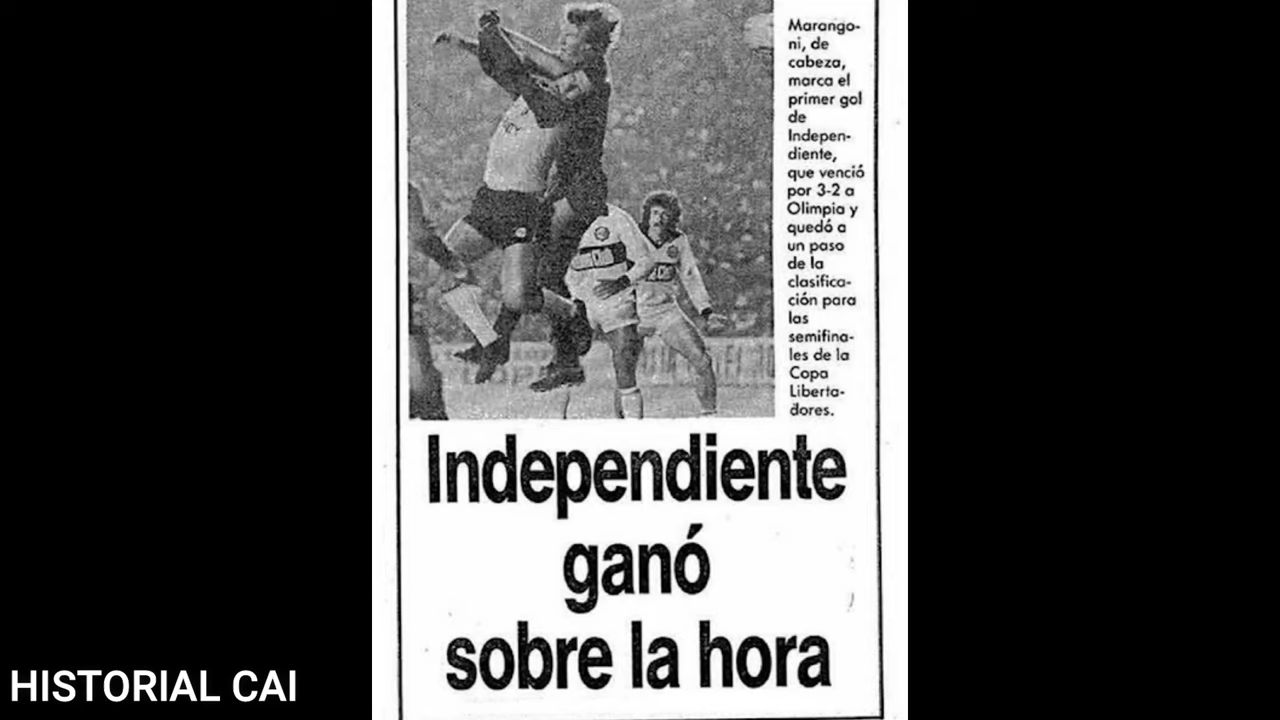 Marango-
ni, de
cabeza,
marca el
primer gol
de
Indepen-
diente,
que venció
por 3-2 a
Olimpia y
quedó a
un paso
de la
clasifica-
ción para
las
semifina-
les de la
Copa
Liberta-
dores.
Independiente
ganó
sobre la hora
HISTORIAL CAI